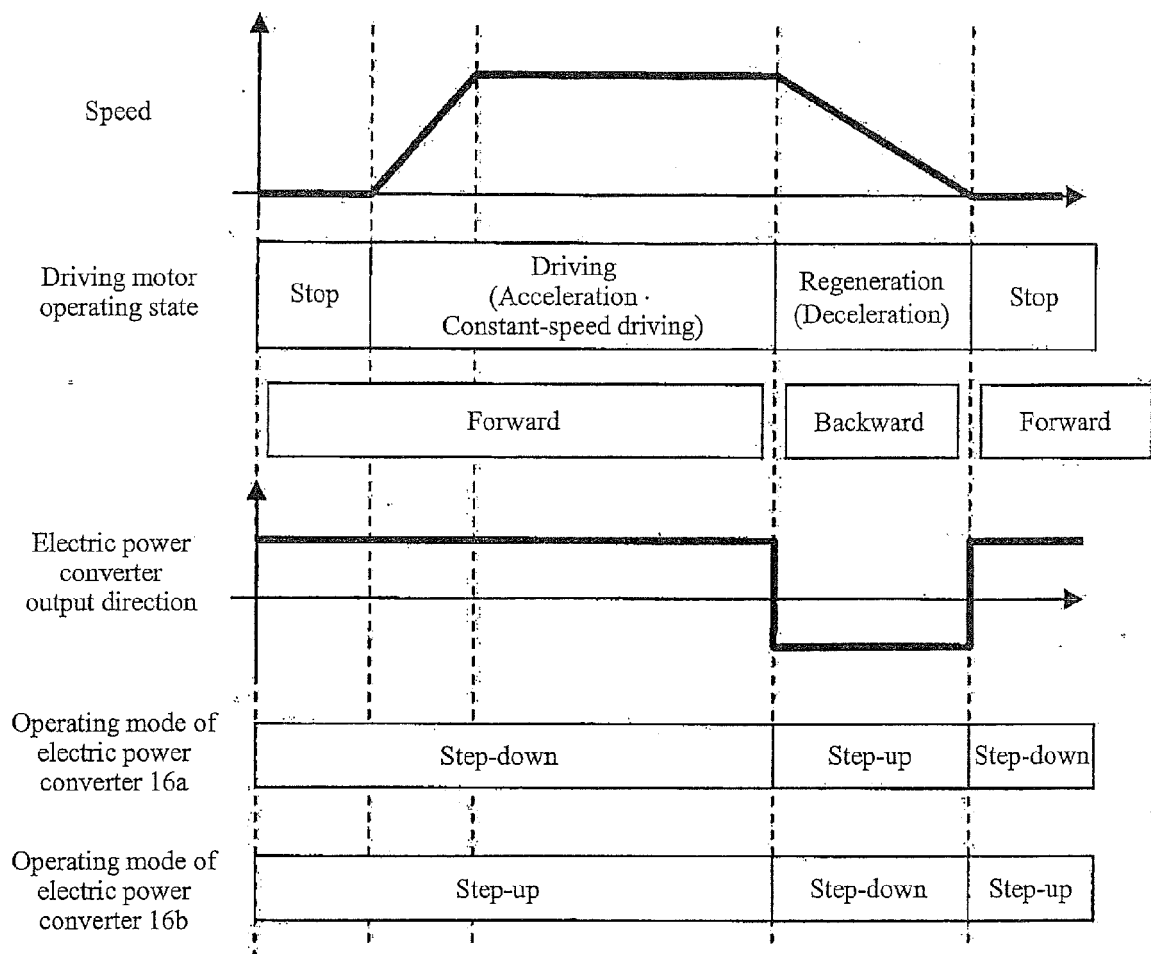 Speed
Driving motor
operating state
Stop
Driving
(Acceleration ·
Constant-speed driving)
Regeneration
(Deceleration)
Stop
Forward
Backward
Forward
Electric power
converter
output direction
Operating mode of
electric power
converter 16a
Step-down
Step-up
Step-down
Operating mode of
electric power
converter 16b
Step-up
Step-down
Step-up